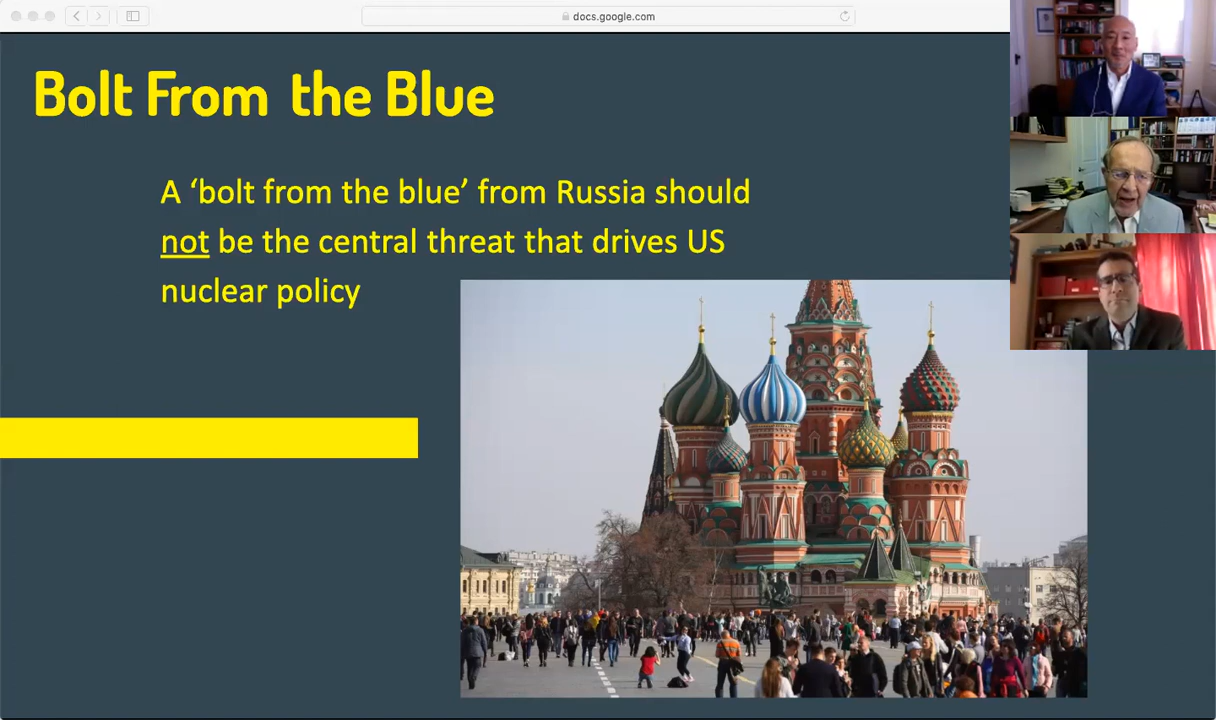 docs.google.com
Bolt From the Blue
A ‘bolt from the blue’ from Russia should
not be the central threat that drives US
nuclear policy